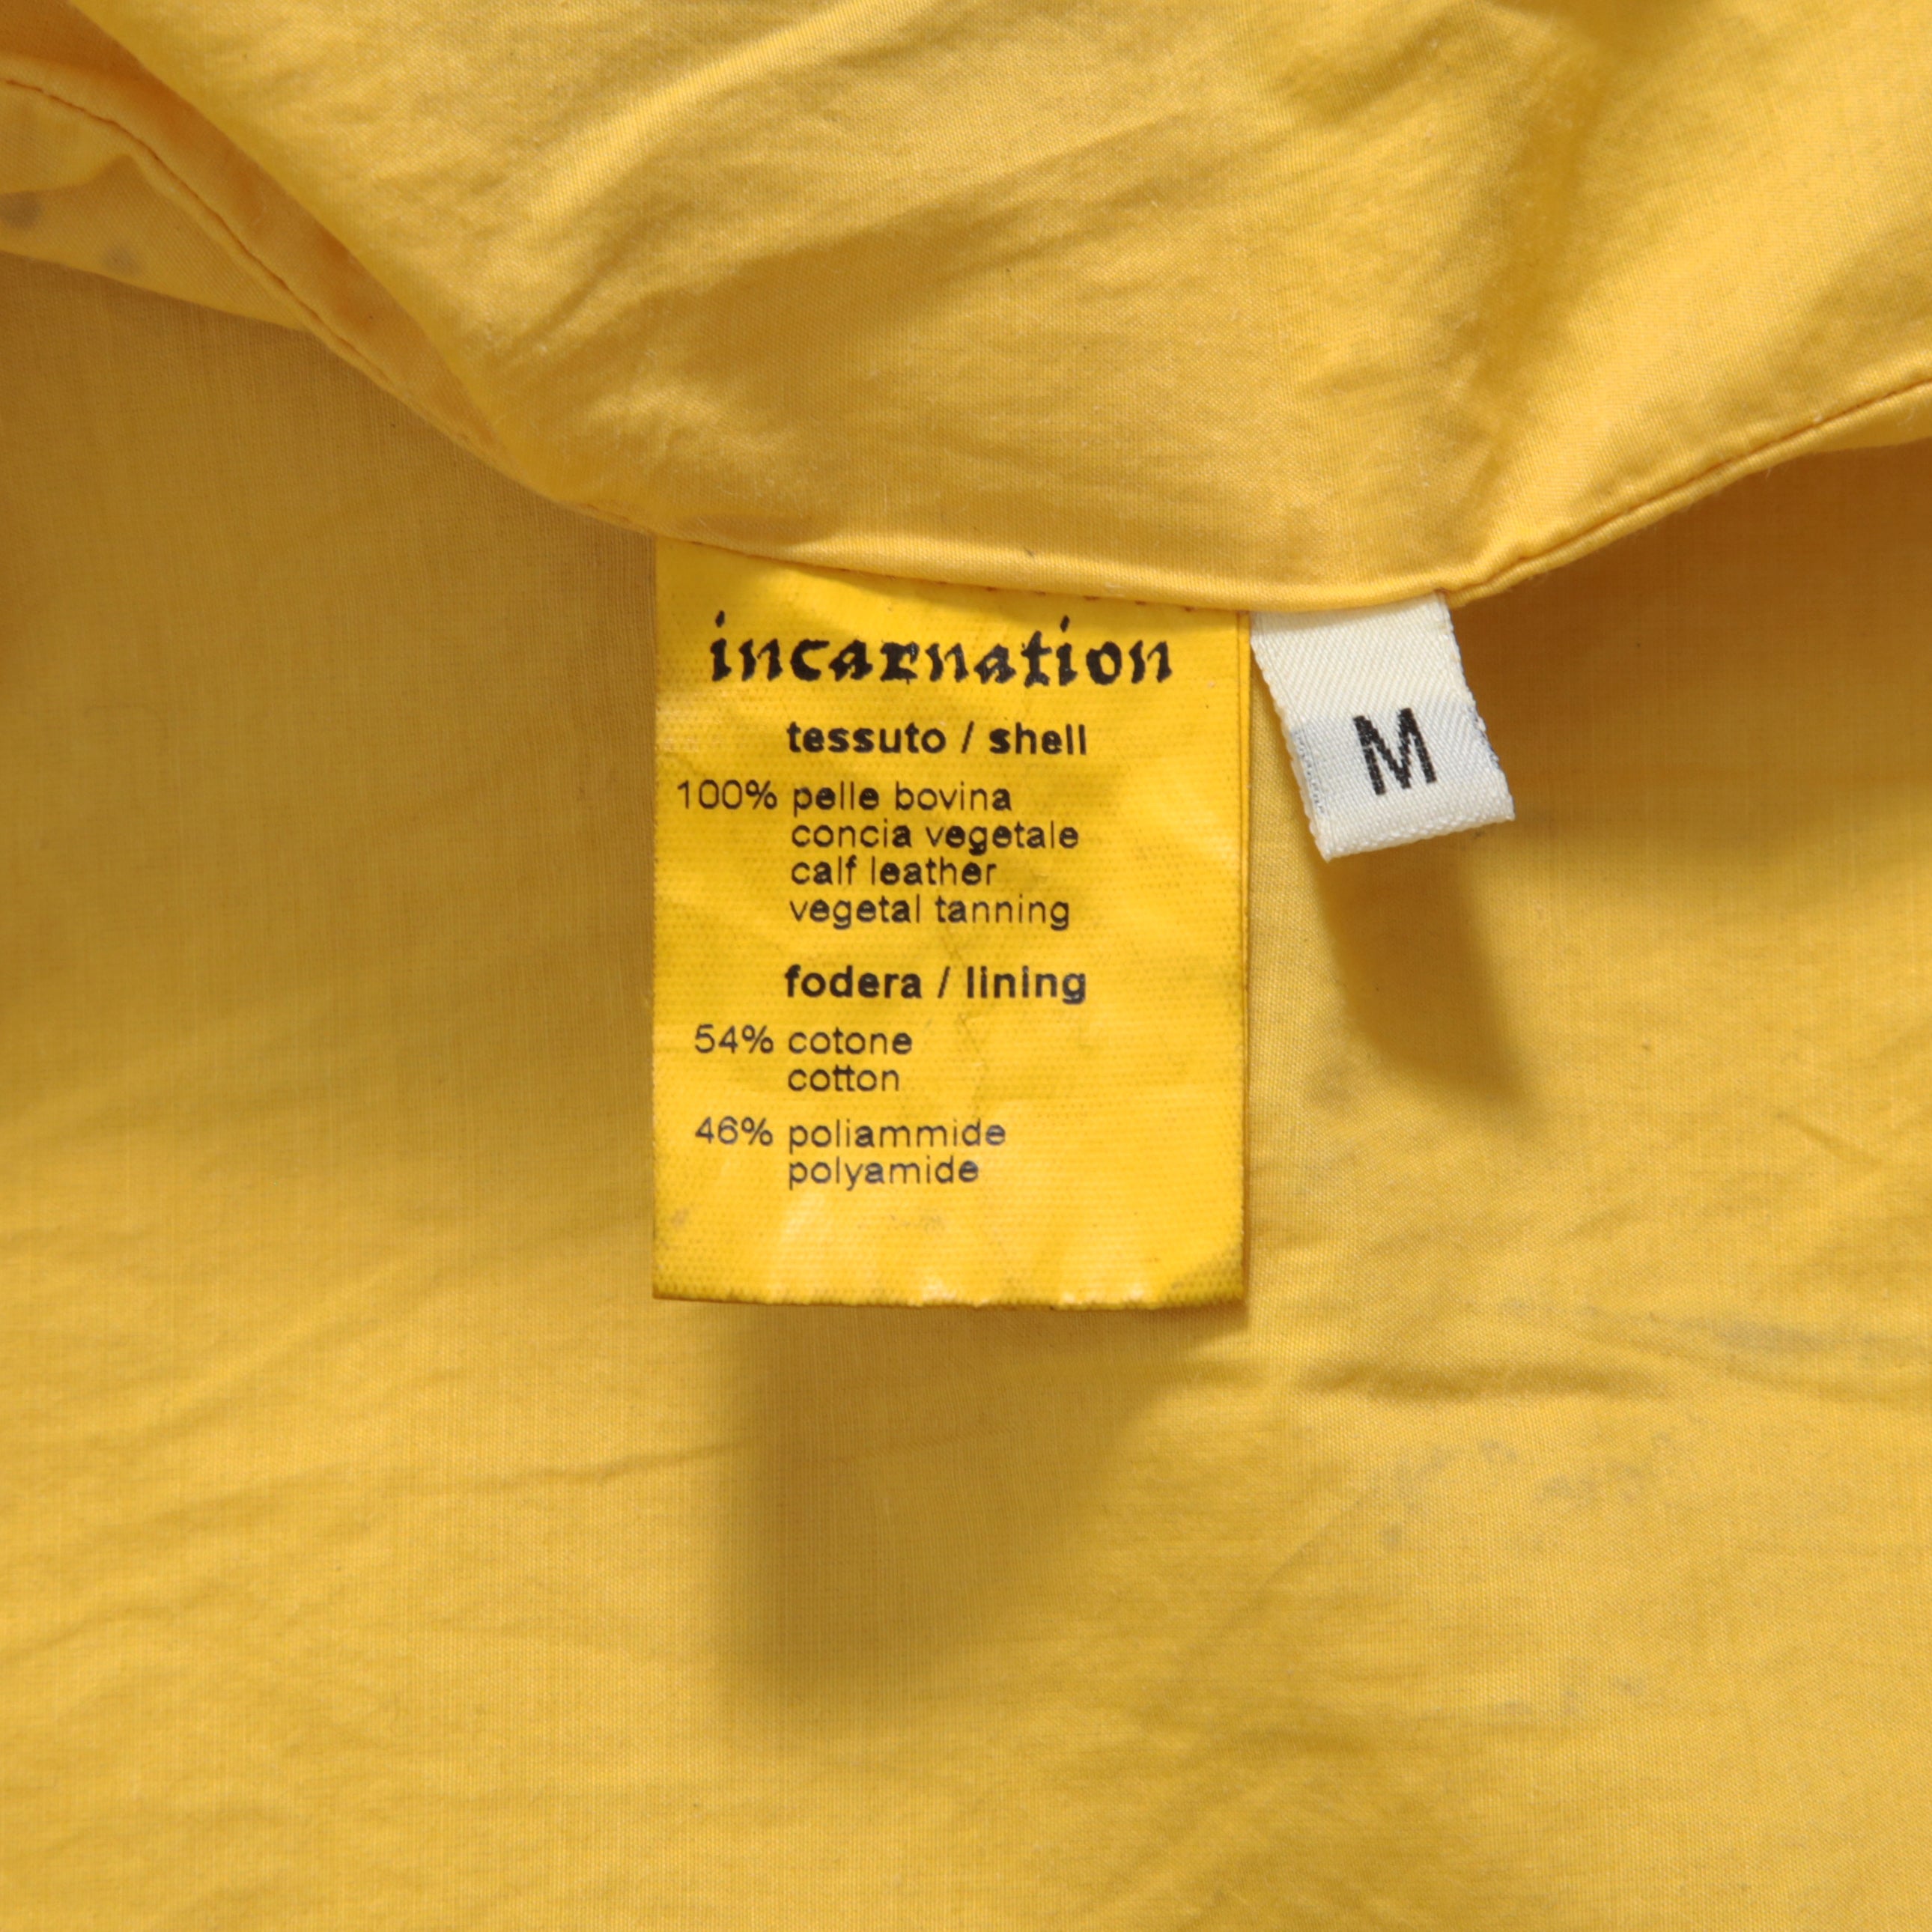 incarnation
tessuto / shell
100% pelle bovina
concia vegetale
calf leather
vegetal tanning
fodera / lining
54% cotone
cotton
46% poliammide
polyamide
M